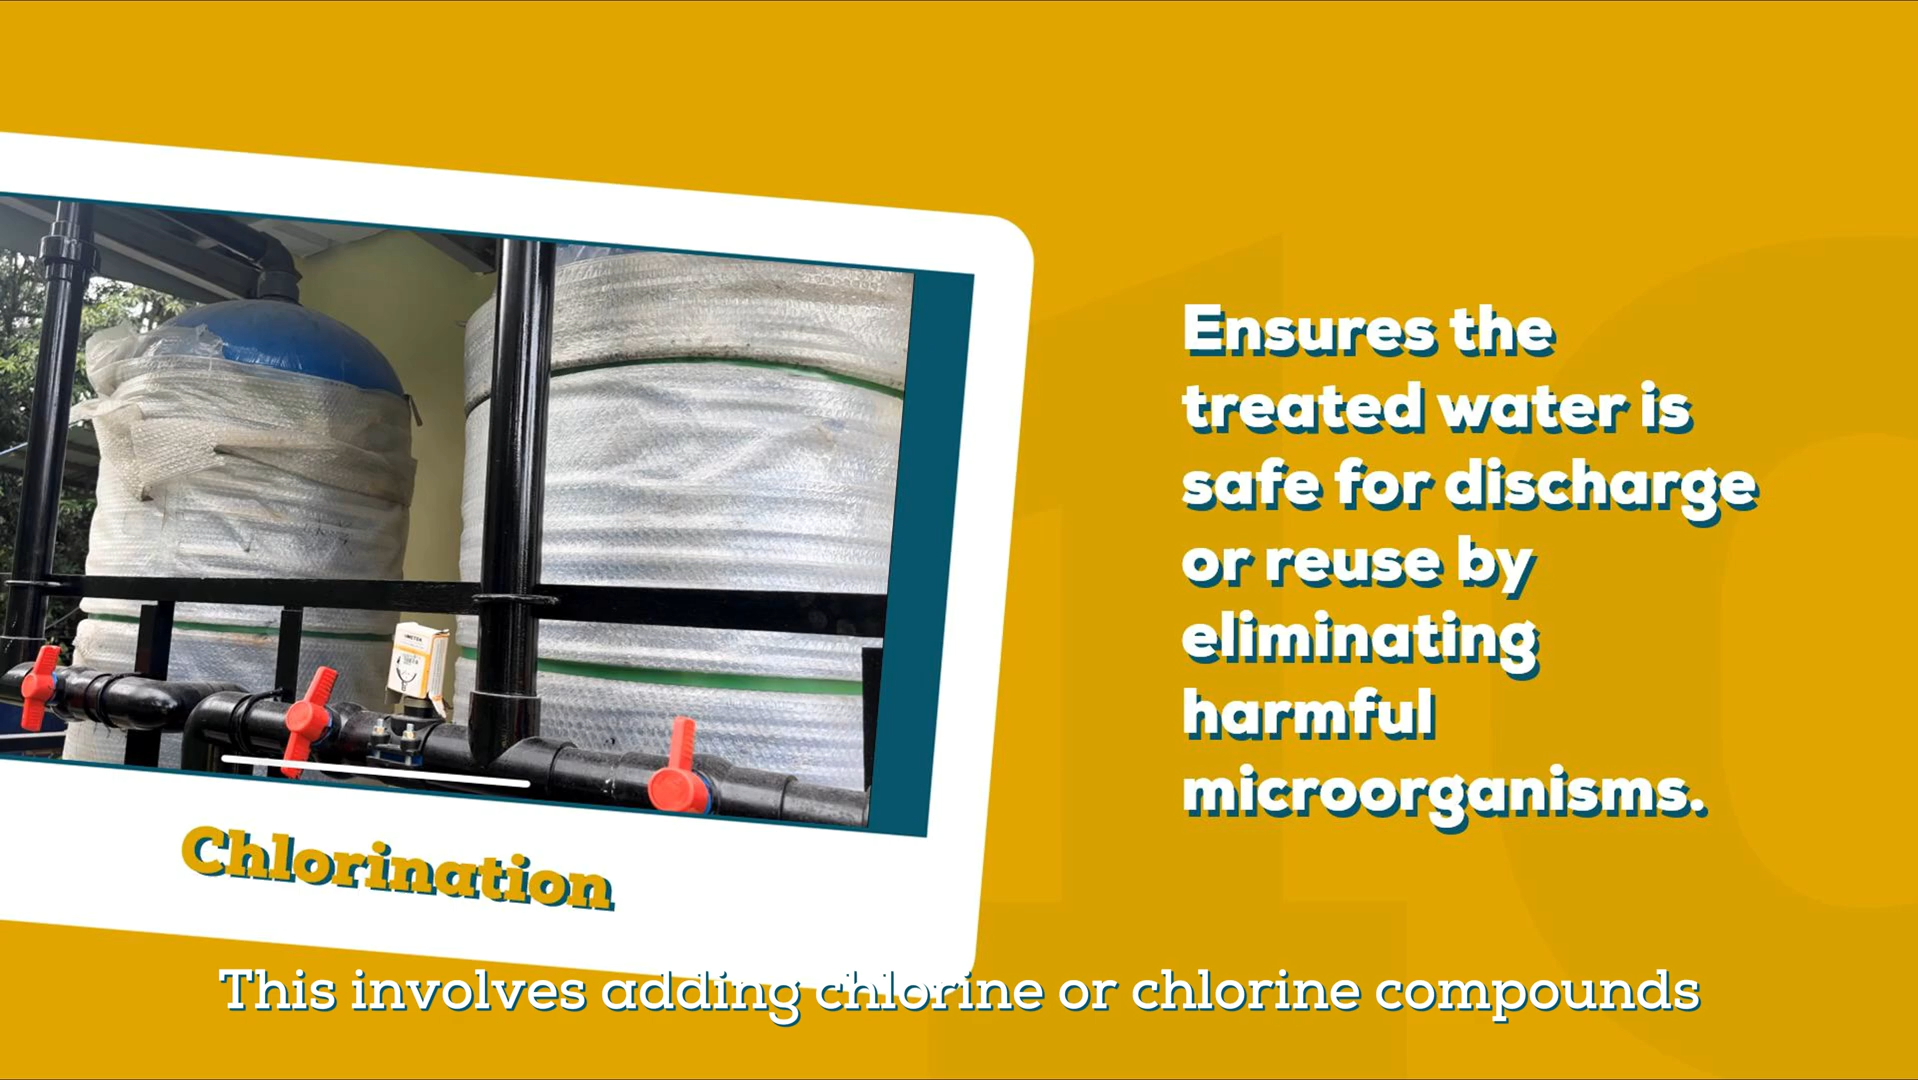 Ensures the
treated water is
safe for discharge
or reuse by
eliminating
harmful
microorganisms.
Chlorination
This involves adding chlorine or chlorine compounds
10